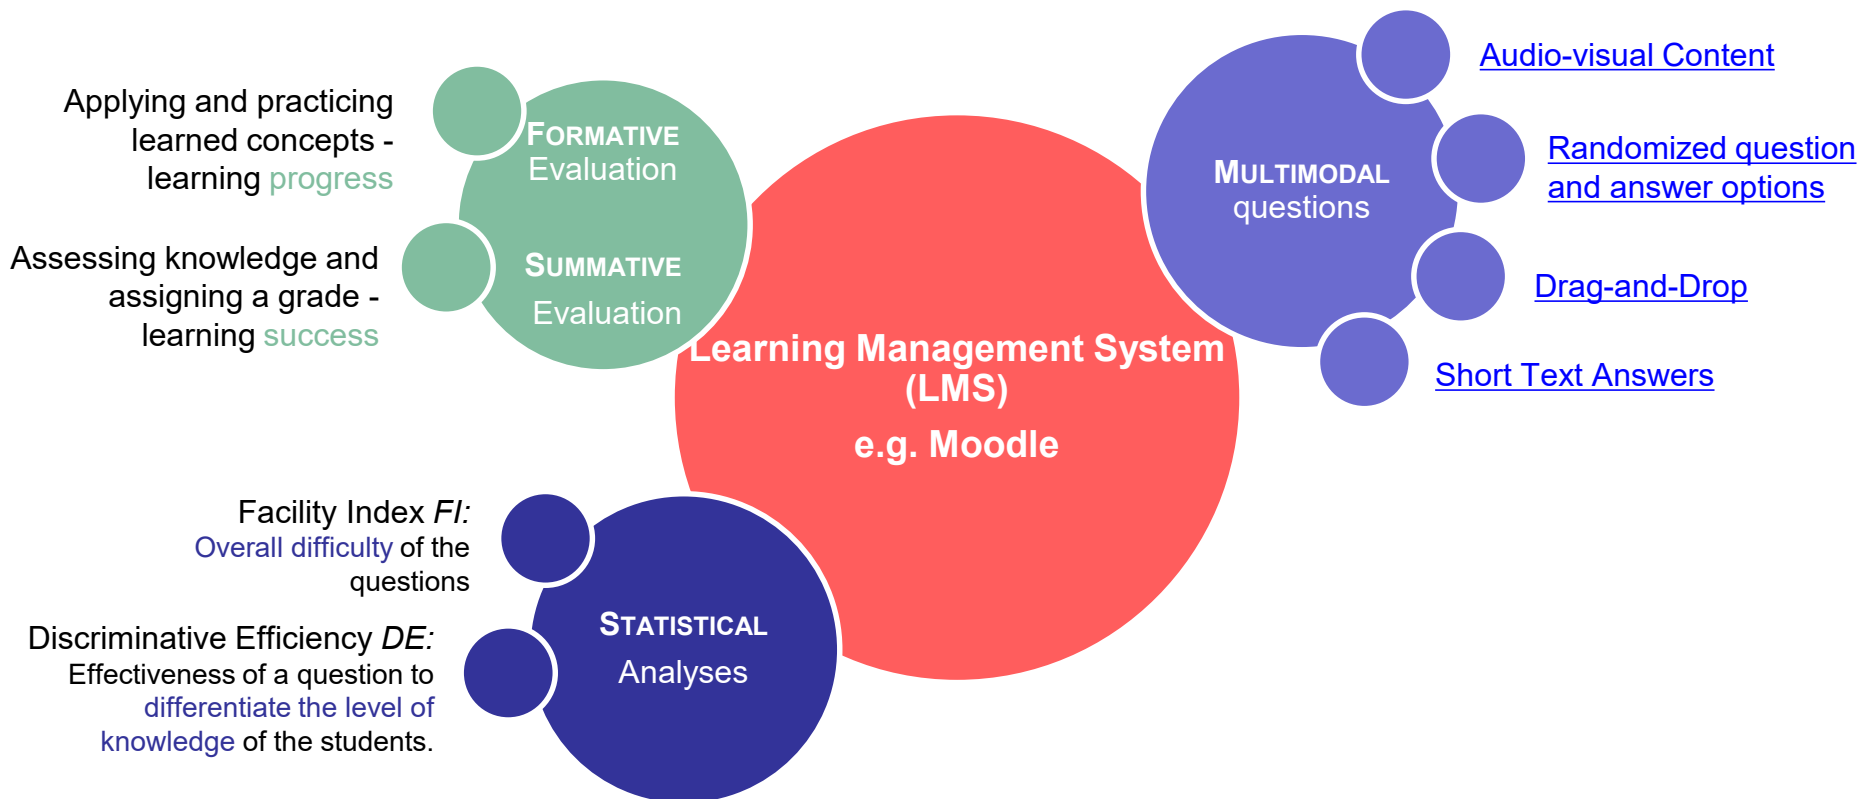 Applying and practicing
learned concepts -
learning progress
Assessing knowledge and
assigning a grade -
learning success
FORMATIVE
Evaluation
SUMMATIVE
Evaluation
Learning Management System
(LMS)
e.g. Moodle
MULTIMODAL
questions
Audio-visual Content
Randomized question
and answer options
Drag-and-Drop
Short Text Answers
Facility Index FI:
Overall difficulty of the
questions
Discriminative Efficiency DE:
Effectiveness of a question to
differentiate the level of
knowledge of the students.
STATISTICAL
Analyses